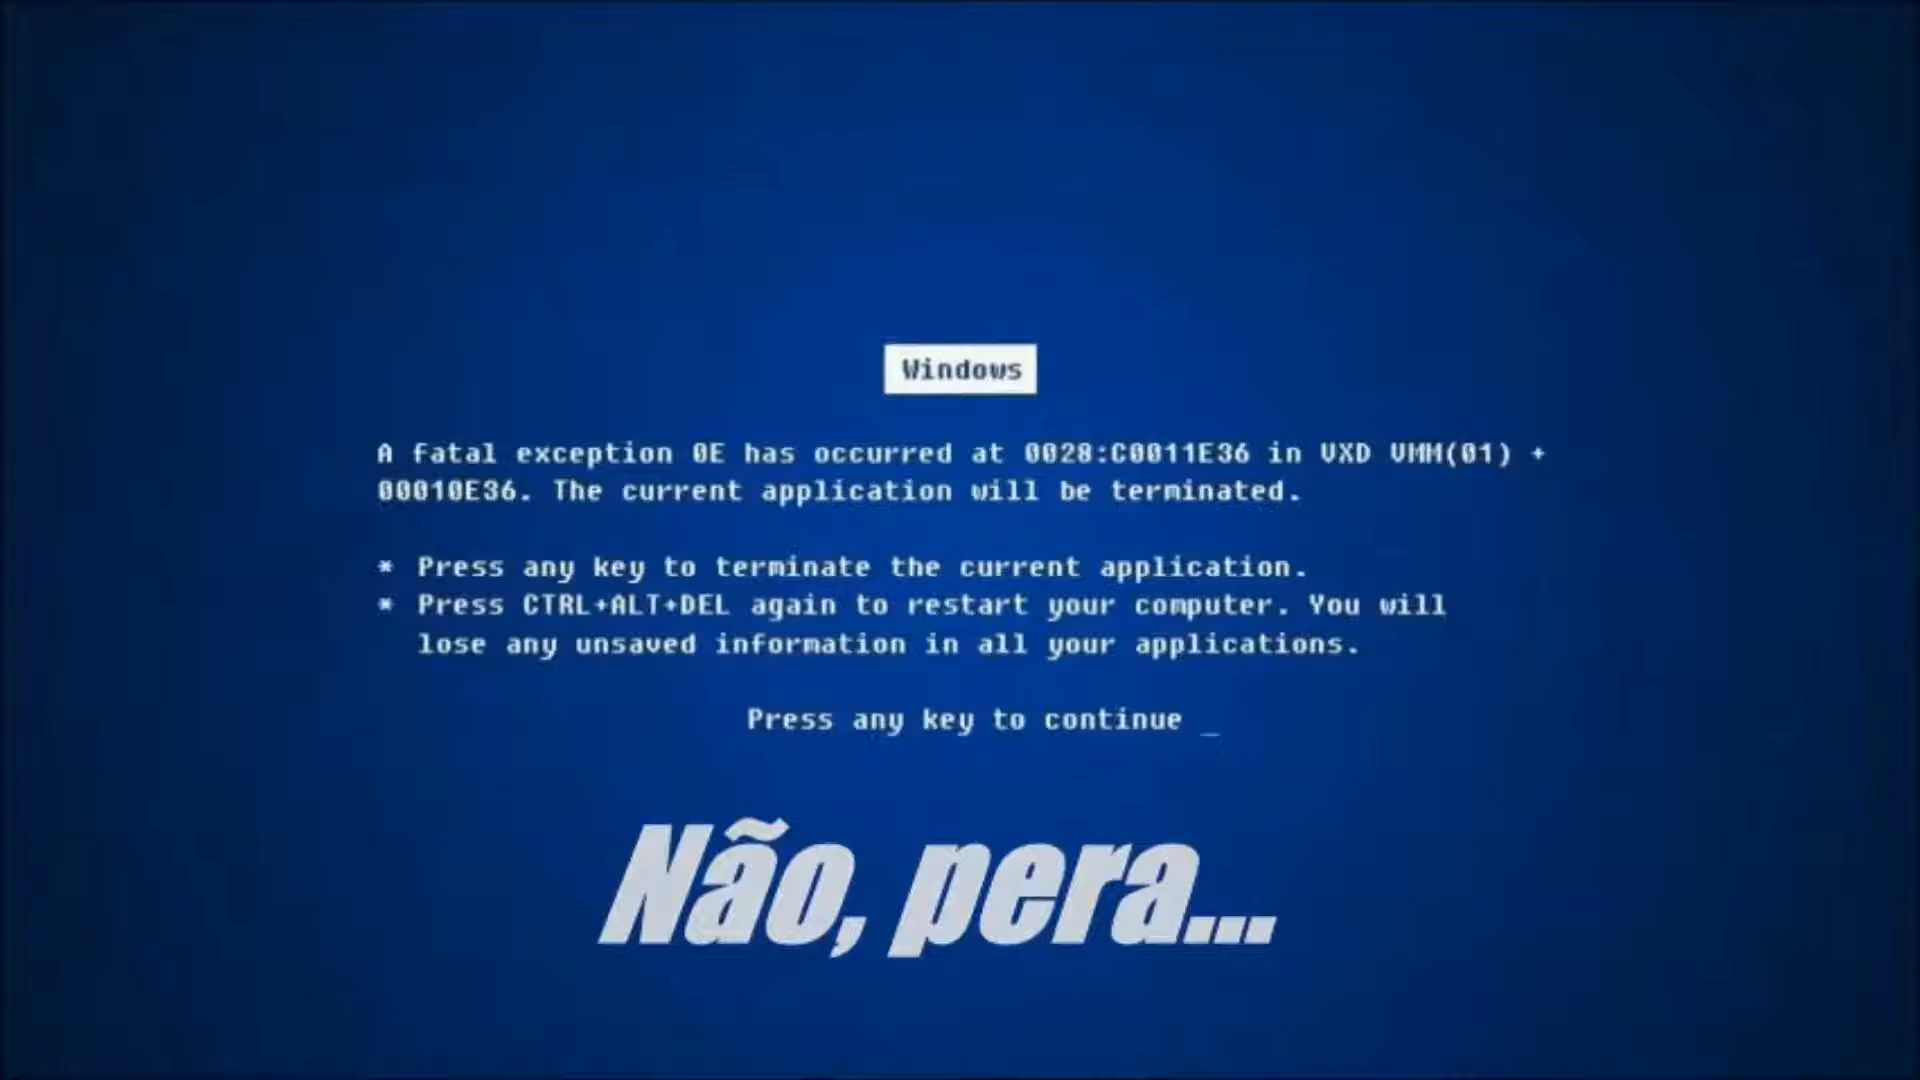 Windows
A fatal exception 0E has occurred at 0028:C0011E36 in VXD VMM(01) +
00010E36. The current application will be terminated.
* Press any key to terminate the current application.
* Press CTRL+ALT+DEL again to restart your computer. You will
lose any unsaved information in all your applications.
Press any key to continue _
Não, pera...